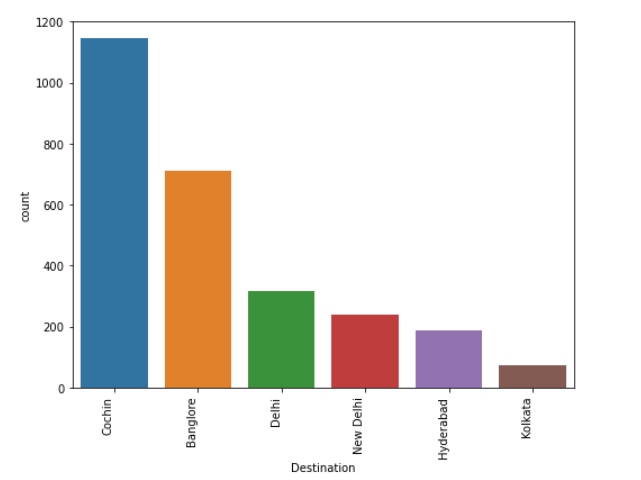 1200
1000
800
600
400
200
0
count
Cochin
Banglore
Delhi
New Delhi
Hyderabad
Kolkata
Destination